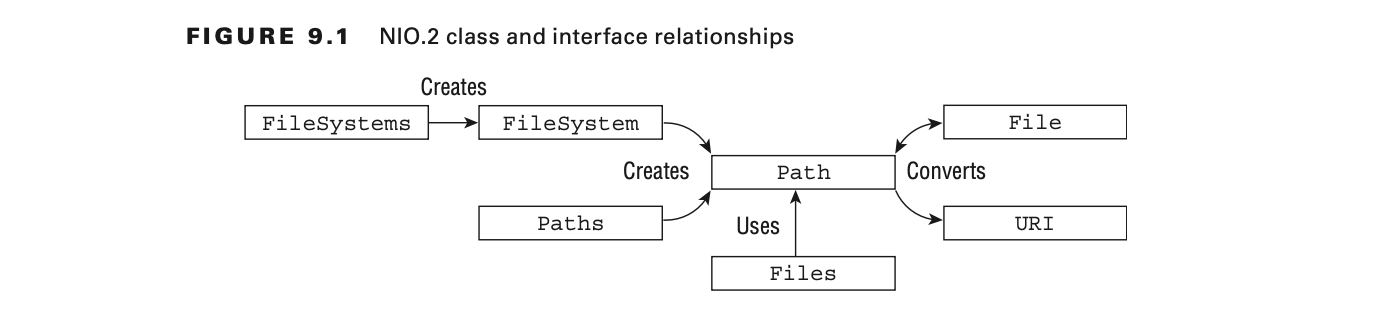 FIGURE 9.1 NIO.2 class and interface relationships
Creates
FileSystems
FileSystem
File
Creates
Path
Converts
Paths
Uses
URI
Files